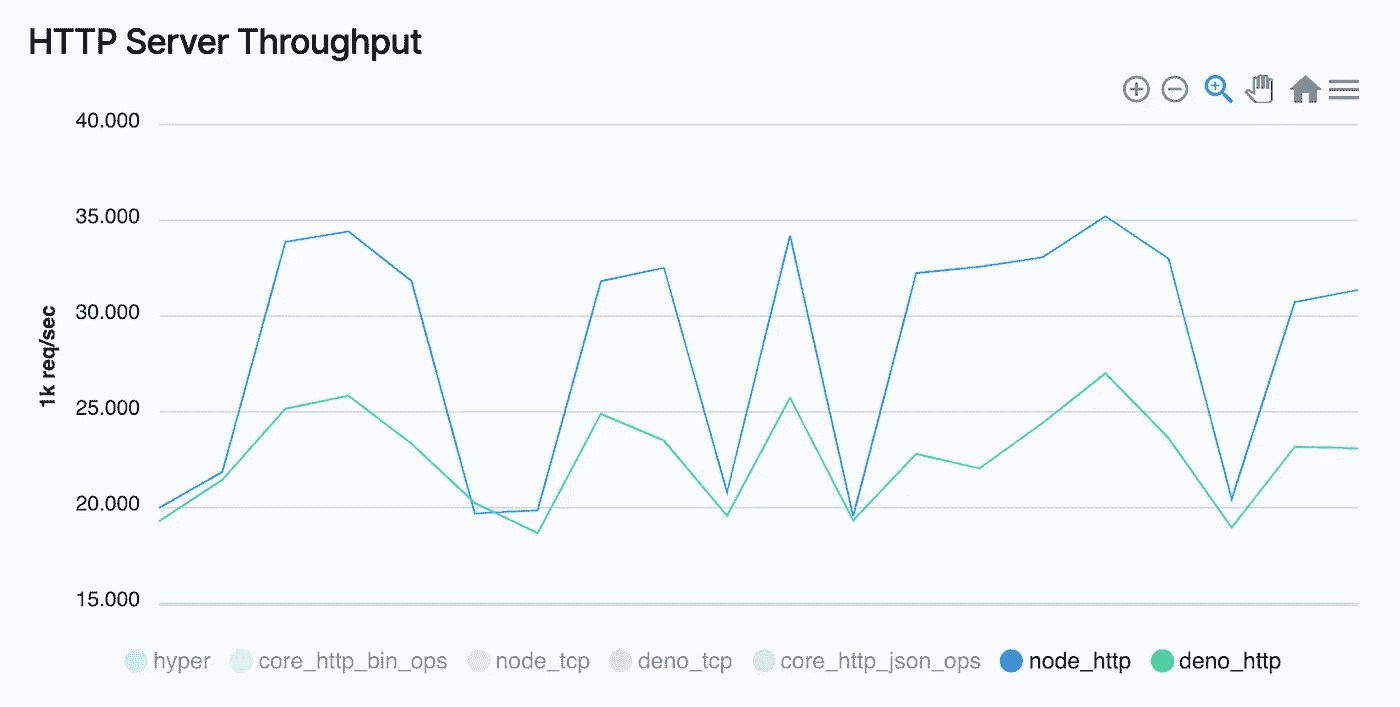 HTTP Server Throughput
40.000
35.000
30.000
25.000
20.000
15.000
1k req/sec
hyper core_http_bin_ops node_tcp deno_tcp core_http_json_ops node_http deno_http